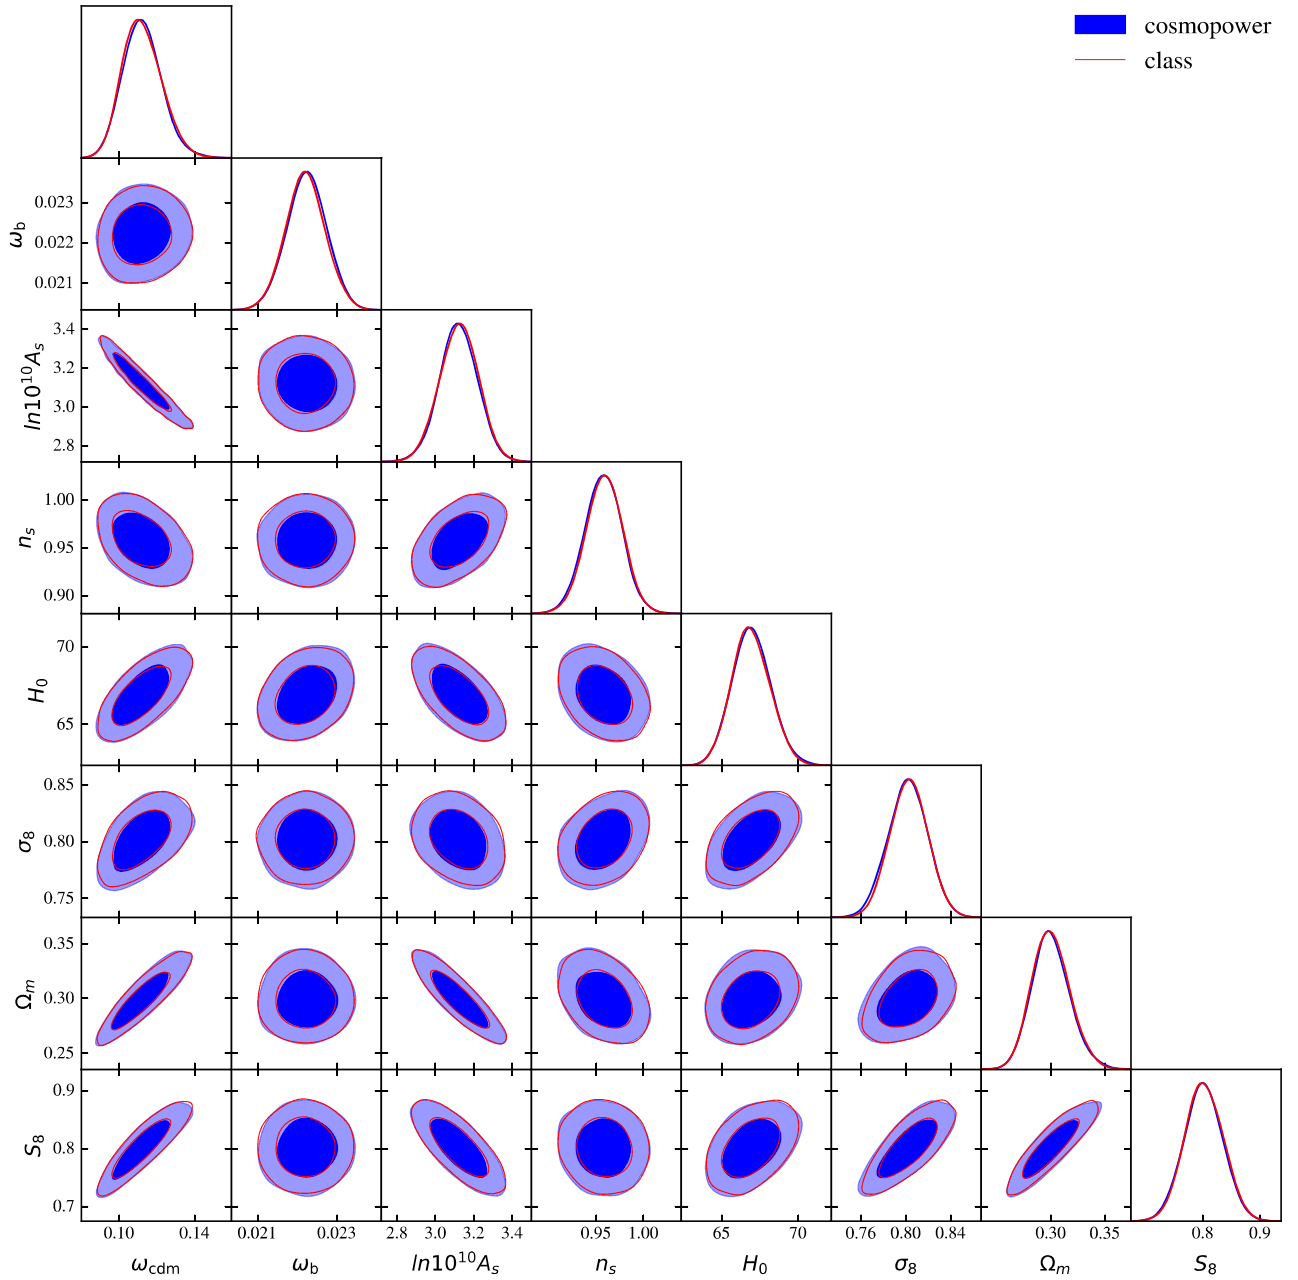 cosmopower
class
0.023
0.022
0.021
ω_b
3.4
3.2
3.0
2.8
ln10^{10}A_s
1.00
0.95
0.90
n_s
70
65
H_0
0.85
0.80
0.75
σ_8
0.35
0.30
0.25
Ω_m
0.9
0.8
0.7
S_8
0.10 0.14 0.021 0.023 2.8 3.0 3.2 3.4 0.95 1.00 65 70 0.76 0.80 0.84 0.30 0.35 0.8 0.9
ω_cdm ω_b ln10^{10}A_s n_s H_0 σ_8 Ω_m S_8